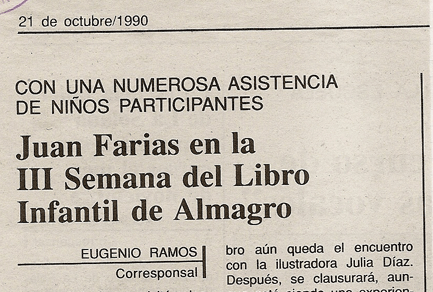 21 de octubre/1990
CON UNA NUMEROSA ASISTENCIA
DE NIÑOS PARTICIPANTES
Juan Farias en la
III Semana del Libro
Infantil de Almagro
EUGENIO RAMOS
Corresponsal
bro aún queda el encuentro
con la ilustradora Julia Díaz.
Después, se clausurará, aun-